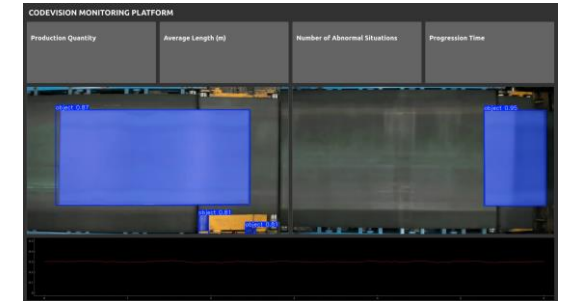 CODEVISION MONITORING PLATFORM
Production Quantity
Average Length (m)
Number of Abnormal Situations
Progression Time
object 0.87
object 0.95
object 0.81